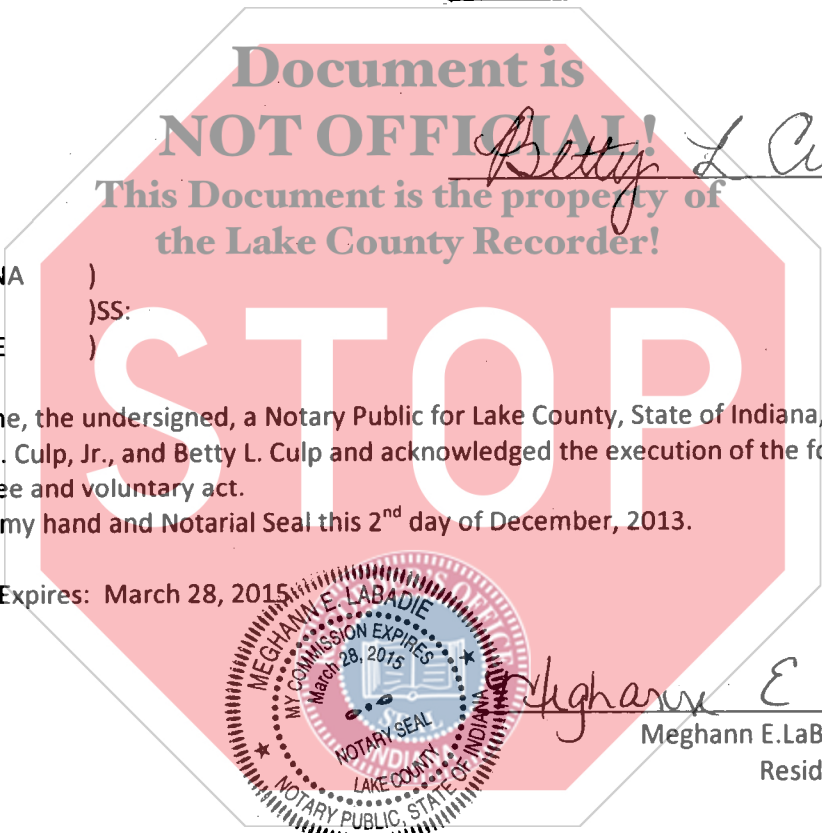 Document is
NOT OFFICIAL!
This Document is the property of
the Lake County Recorder!
Betty L
NA )
)SS:
E )
STOP
ne, the undersigned, a Notary Public for Lake County, State of Indiana,
. Culp, Jr., and Betty L. Culp and acknowledged the execution of the fo
ee and voluntary act.
my hand and Notarial Seal this 2nd day of December, 2013.
Expires: March 28, 2015
MEGHANN E. LABADIE
MY COMMISSION EXPIRES
March 28, 2015
NOTARY SEAL
LAKE COUNTY
NOTARY PUBLIC, STATE OF INDIANA
SEAL
INDIANA
Meghann E
Meghann E.LaB
Resid